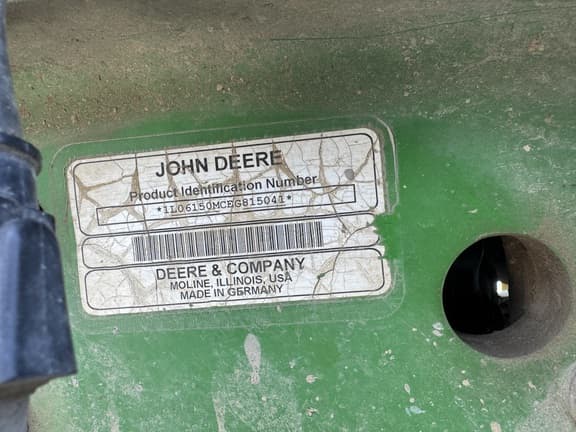 JOHN DEERE
Product Identification Number
*1L06150MCEG815041*
DEERE & COMPANY
MOLINE, ILLINOIS, USA
MADE IN GERMANY